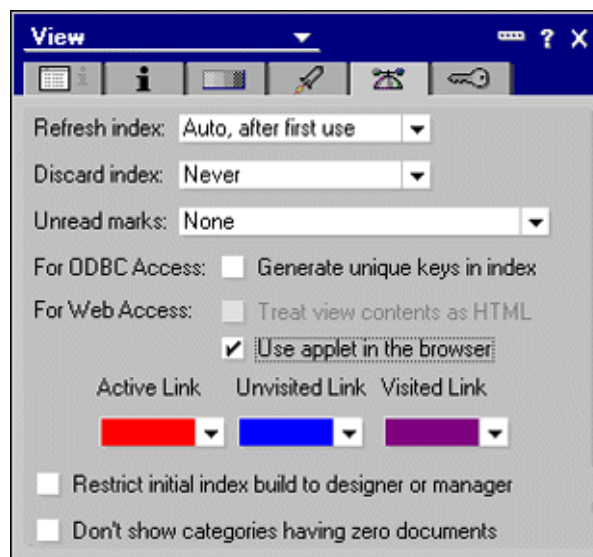 View
?
i
Refresh index: Auto, after first use
Discard index: Never
Unread marks: None
For ODBC Access: Generate unique keys in index
For Web Access: Treat view contents as HTML
Use applet in the browser
Active Link Unvisited Link Visited Link
Restrict initial index build to designer or manager
Don't show categories having zero documents